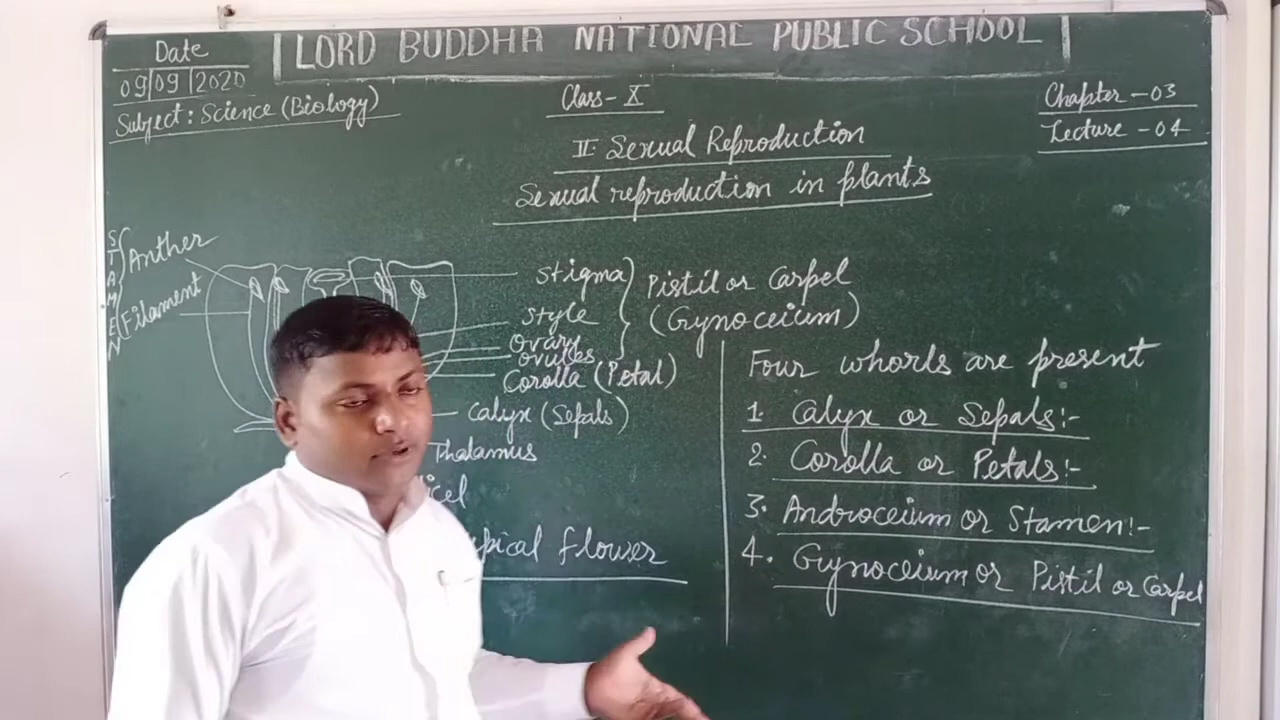 LORD BUDDHA NATIONAL PUBLIC SCHOOL
Date
09/09/2020
Subject: Science (Biology)
Class - X
Chapter - 03
Lecture - 04
II. Sexual Reproduction
Sexual reproduction in plants
STAMEN
Anther
Filament
Stigma
Style
Ovary
Ovules
Pistil or Carpel
(Gynoceium)
Corolla (Petal)
Calyx (Sepals)
Thalamus
icel
ypical flower
Four whorls are present
1. Calyx or Sepals:-
2. Corolla or Petals:-
3. Androceium or Stamen:-
4. Gynoceium or Pistil or Carpel